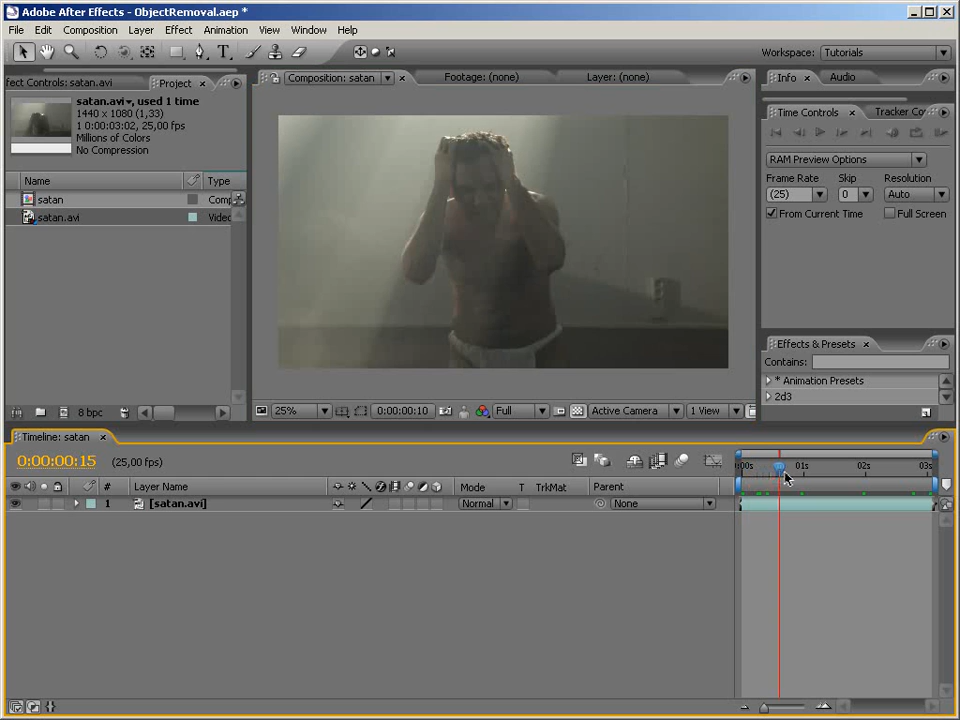 Adobe After Effects - ObjectRemoval.aep *
File Edit Composition Layer Effect Animation View Window Help
Workspace: Tutorials
fect Controls: satan.avi Project
satan.avi, used 1 time
1440 x 1080 (1,33)
1 0:00:03:02, 25,00 fps
Millions of Colors
No Compression
Name Type
satan Comp
satan.avi Video
8 bpc
Composition: satan Footage: (none) Layer: (none)
25% 0:00:00:10 Full Active Camera 1 View
Info Audio
Time Controls Tracker Co
RAM Preview Options
Frame Rate Skip Resolution
(25) 0 Auto
From Current Time Full Screen
Effects & Presets
Contains:
* Animation Presets
2d3
Timeline: satan
0:00:00:15 (25,00 fps)
:00s 01s 02s 03s
# Layer Name Mode T TrkMat Parent
1 [satan.avi] Normal None